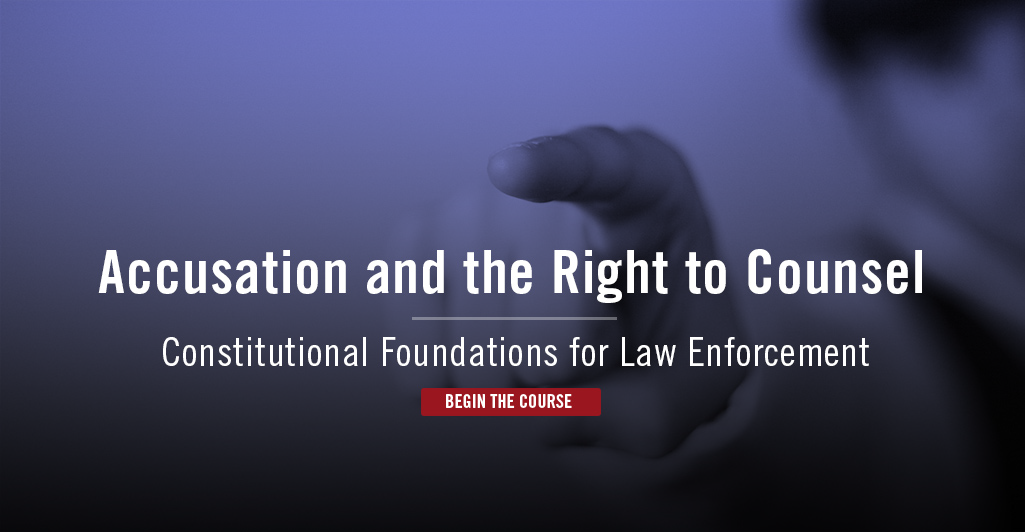 Accusation and the Right to Counsel
Constitutional Foundations for Law Enforcement
BEGIN THE COURSE